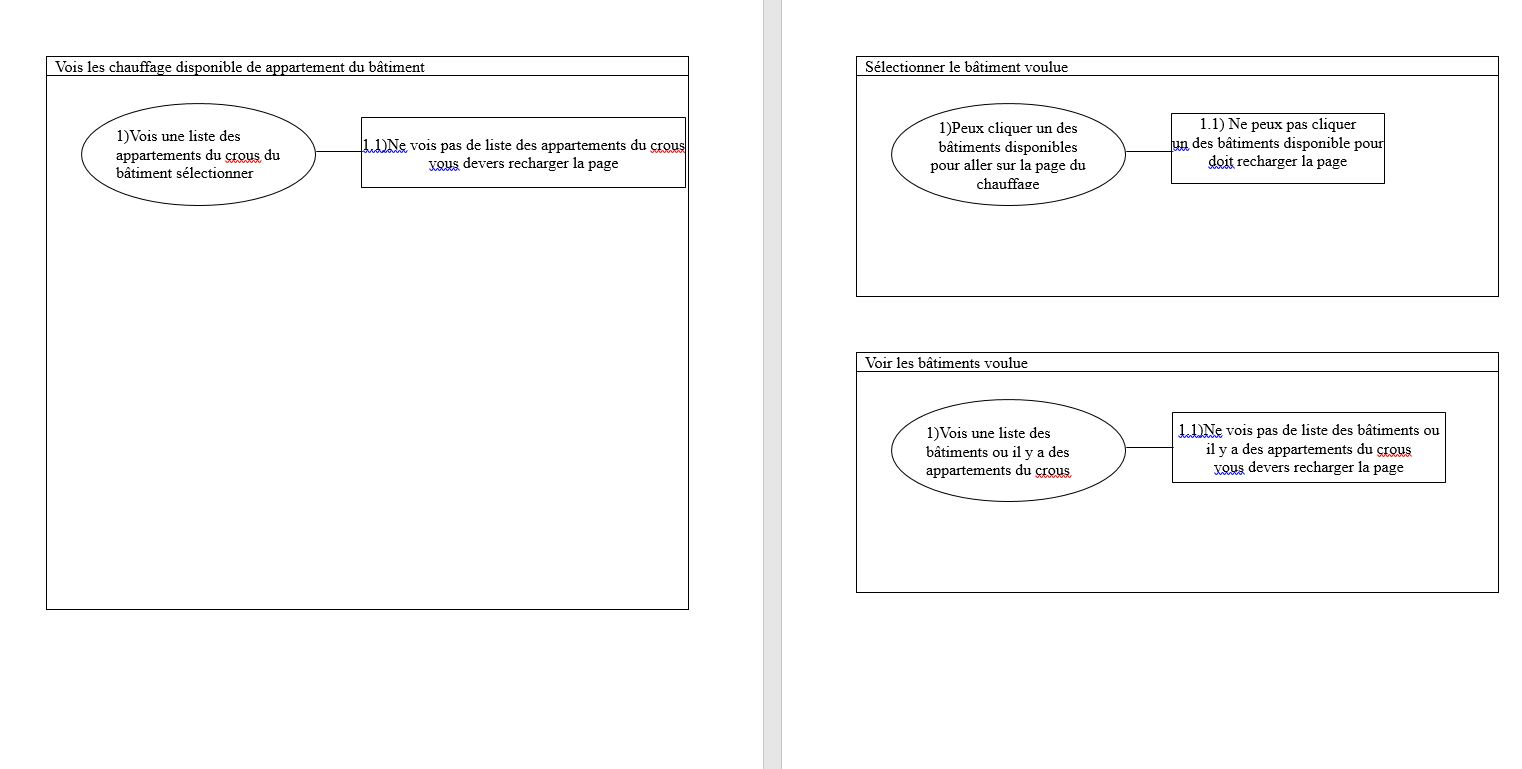 Vois les chauffage disponible de appartement du bâtiment
1)Vois une liste des
appartements du crous du
bâtiment sélectionner
1.1)Ne vois pas de liste des appartements du crous
vous devers recharger la page
Sélectionner le bâtiment voulue
1)Peux cliquer un des
bâtiments disponibles
pour aller sur la page du
chauffage
1.1) Ne peux pas cliquer
un des bâtiments disponible pour
doit recharger la page
Voir les bâtiments voulue
1)Vois une liste des
bâtiments ou il y a des
appartements du crous
1.1)Ne vois pas de liste des bâtiments ou
il y a des appartements du crous
vous devers recharger la page